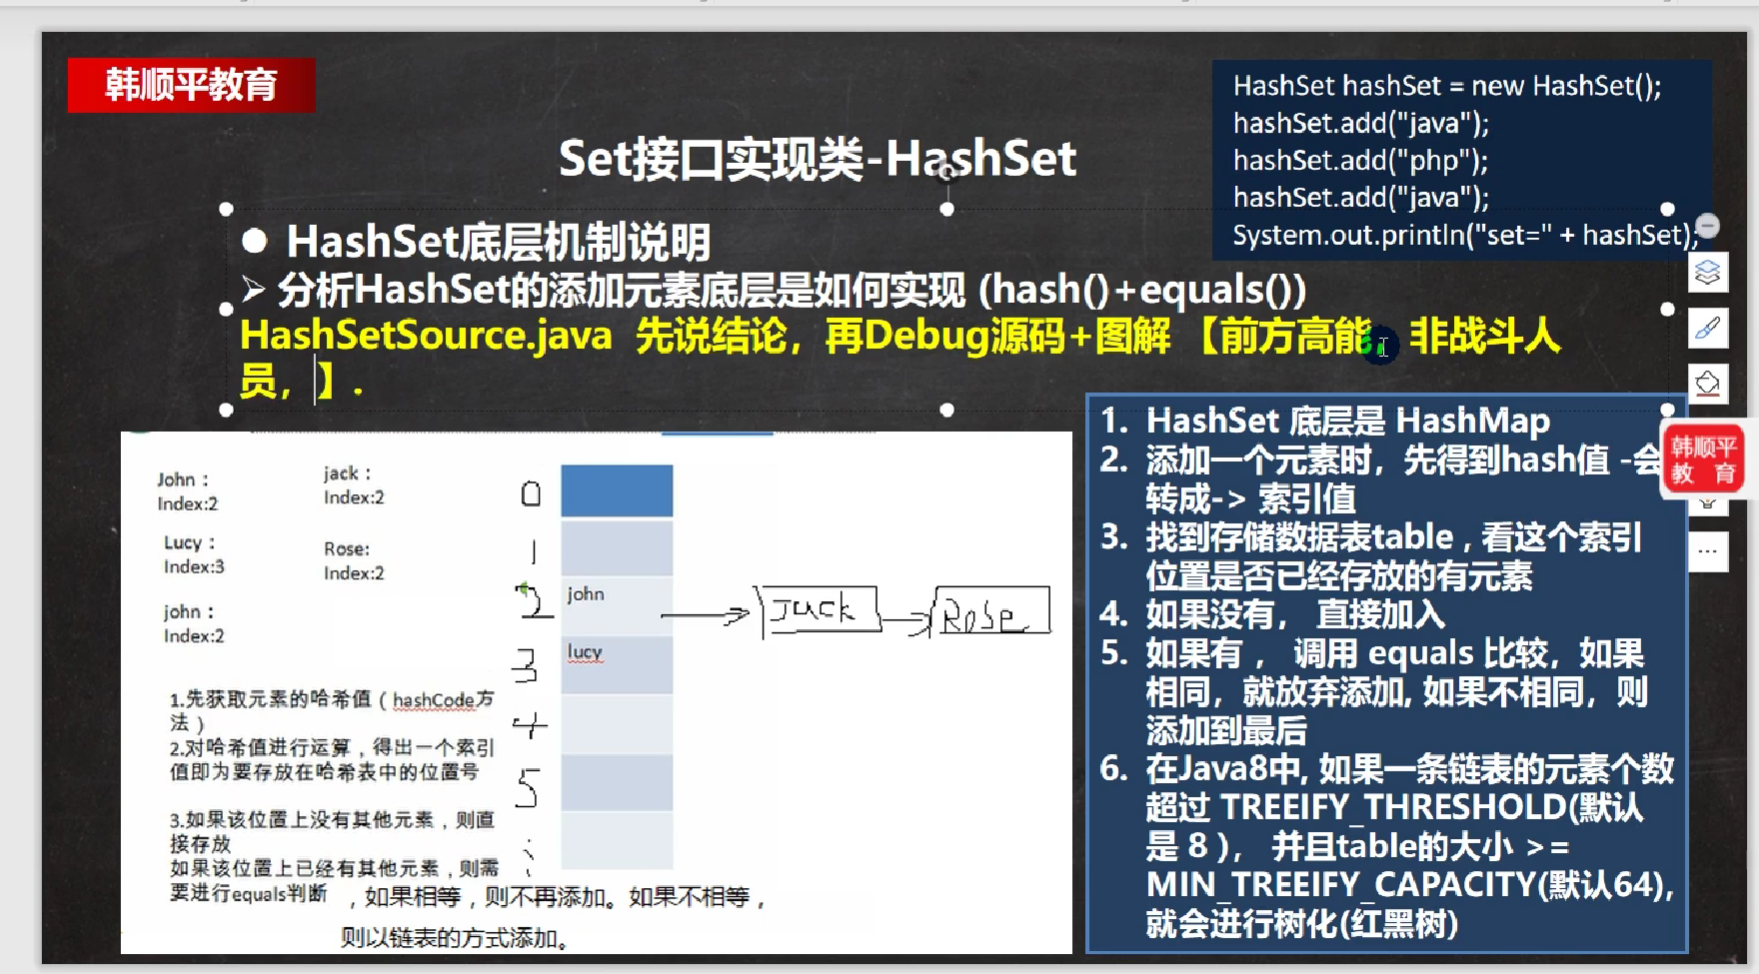 韩顺平教育
HashSet hashSet = new HashSet();
hashSet.add("java");
hashSet.add("php");
hashSet.add("java");
System.out.println("set=" + hashSet);
Set接口实现类-HashSet
● HashSet底层机制说明
➢ 分析HashSet的添加元素底层是如何实现 (hash()+equals())
HashSetSource.java 先说结论，再Debug源码+图解 【前方高能，非战斗人
员，】.
John：
Index:2
jack：
Index:2
Lucy：
Index:3
Rose:
Index:2
john：
Index:2
0
1
2
3
4
5
john
lucy
Jack
Rose
1.先获取元素的哈希值（hashCode方
法）
2.对哈希值进行运算，得出一个索引
值即为要存放在哈希表中的位置号
3.如果该位置上没有其他元素，则直
接存放
如果该位置上已经有其他元素，则需
要进行equals判断 ，如果相等，则不再添加。如果不相等，
则以链表的方式添加。
1. HashSet 底层是 HashMap
2. 添加一个元素时，先得到hash值 -会
转成-> 索引值
3. 找到存储数据表table , 看这个索引
位置是否已经存放的有元素
4. 如果没有， 直接加入
5. 如果有 ， 调用 equals 比较，如果
相同，就放弃添加, 如果不相同，则
添加到最后
6. 在Java8中, 如果一条链表的元素个数
超过 TREEIFY_THRESHOLD(默认
是 8 )， 并且table的大小 >=
MIN_TREEIFY_CAPACITY(默认64),
就会进行树化(红黑树)
韩顺平
教 育